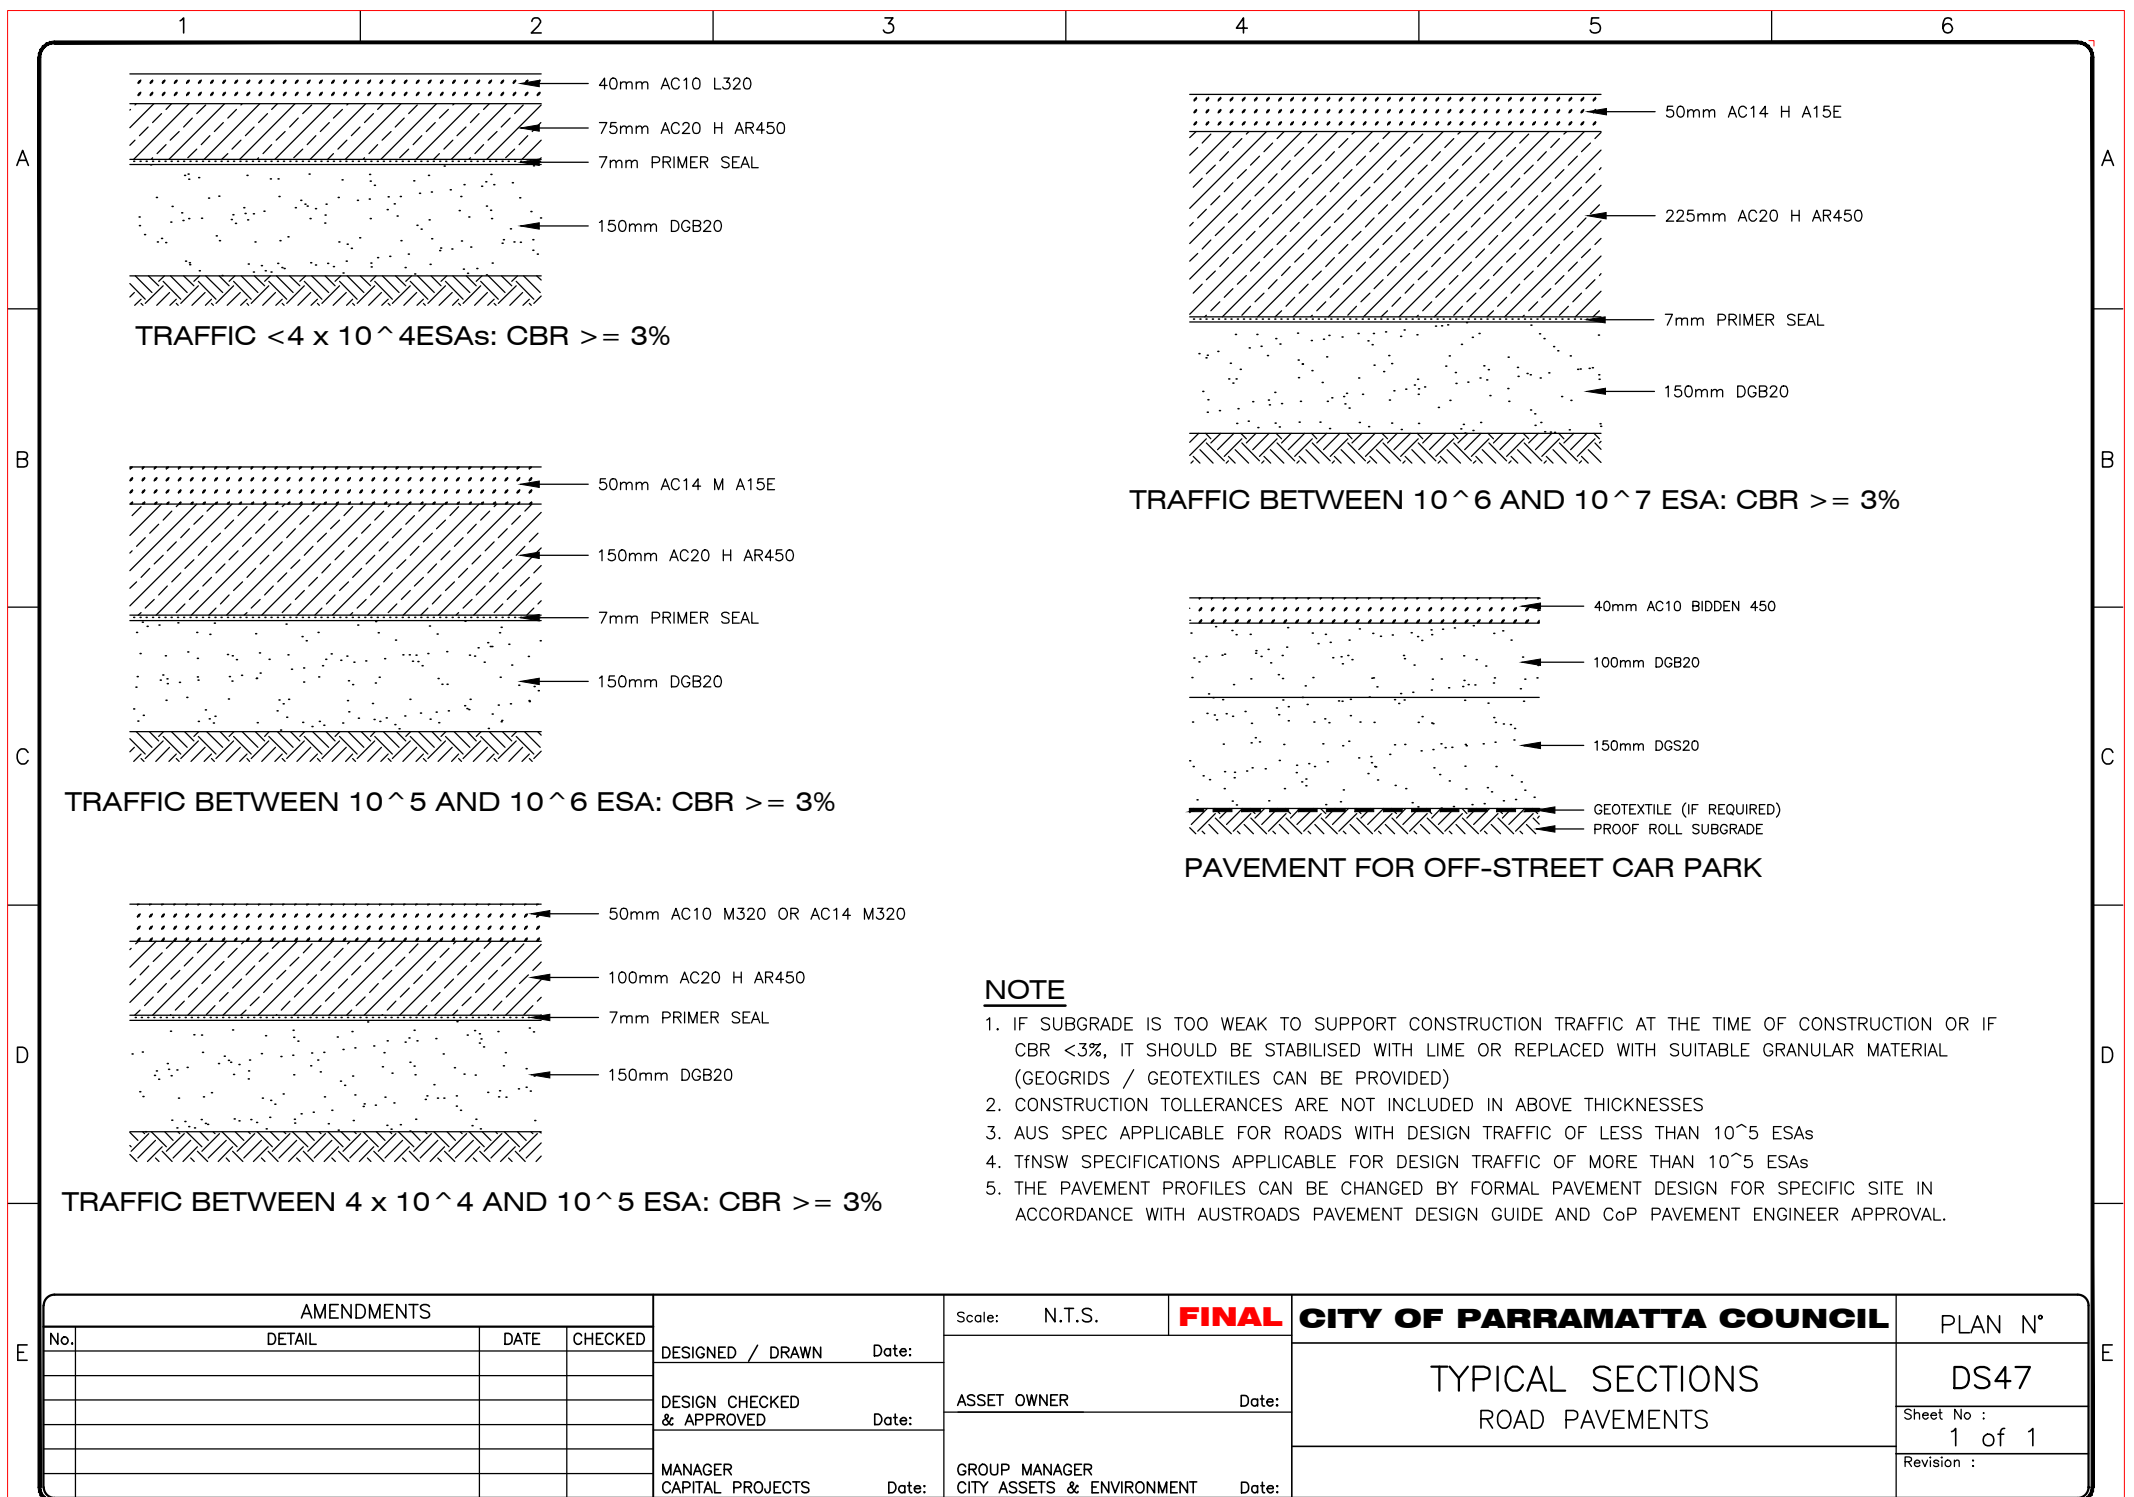 1 2 3 4 5 6
A A
B B
C C
D D
E E
40mm AC10 L320
75mm AC20 H AR450
7mm PRIMER SEAL
150mm DGB20
TRAFFIC <4 x 10^4ESAs: CBR >= 3%
50mm AC14 M A15E
150mm AC20 H AR450
7mm PRIMER SEAL
150mm DGB20
TRAFFIC BETWEEN 10^5 AND 10^6 ESA: CBR >= 3%
50mm AC10 M320 OR AC14 M320
100mm AC20 H AR450
7mm PRIMER SEAL
150mm DGB20
TRAFFIC BETWEEN 4 x 10^4 AND 10^5 ESA: CBR >= 3%
50mm AC14 H A15E
225mm AC20 H AR450
7mm PRIMER SEAL
150mm DGB20
TRAFFIC BETWEEN 10^6 AND 10^7 ESA: CBR >= 3%
40mm AC10 BIDDEN 450
100mm DGB20
150mm DGS20
GEOTEXTILE (IF REQUIRED)
PROOF ROLL SUBGRADE
PAVEMENT FOR OFF-STREET CAR PARK
NOTE
1. IF SUBGRADE IS TOO WEAK TO SUPPORT CONSTRUCTION TRAFFIC AT THE TIME OF CONSTRUCTION OR IF
CBR <3%, IT SHOULD BE STABILISED WITH LIME OR REPLACED WITH SUITABLE GRANULAR MATERIAL
(GEOGRIDS / GEOTEXTILES CAN BE PROVIDED)
2. CONSTRUCTION TOLLERANCES ARE NOT INCLUDED IN ABOVE THICKNESSES
3. AUS SPEC APPLICABLE FOR ROADS WITH DESIGN TRAFFIC OF LESS THAN 10^5 ESAs
4. TfNSW SPECIFICATIONS APPLICABLE FOR DESIGN TRAFFIC OF MORE THAN 10^5 ESAs
5. THE PAVEMENT PROFILES CAN BE CHANGED BY FORMAL PAVEMENT DESIGN FOR SPECIFIC SITE IN
ACCORDANCE WITH AUSTROADS PAVEMENT DESIGN GUIDE AND CoP PAVEMENT ENGINEER APPROVAL.
AMENDMENTS
No. DETAIL DATE CHECKED
DESIGNED / DRAWN Date:
DESIGN CHECKED
& APPROVED Date:
MANAGER
CAPITAL PROJECTS Date:
Scale: N.T.S.
FINAL
ASSET OWNER Date:
GROUP MANAGER
CITY ASSETS & ENVIRONMENT Date:
CITY OF PARRAMATTA COUNCIL
TYPICAL SECTIONS
ROAD PAVEMENTS
PLAN N°
DS47
Sheet No :
1 of 1
Revision :